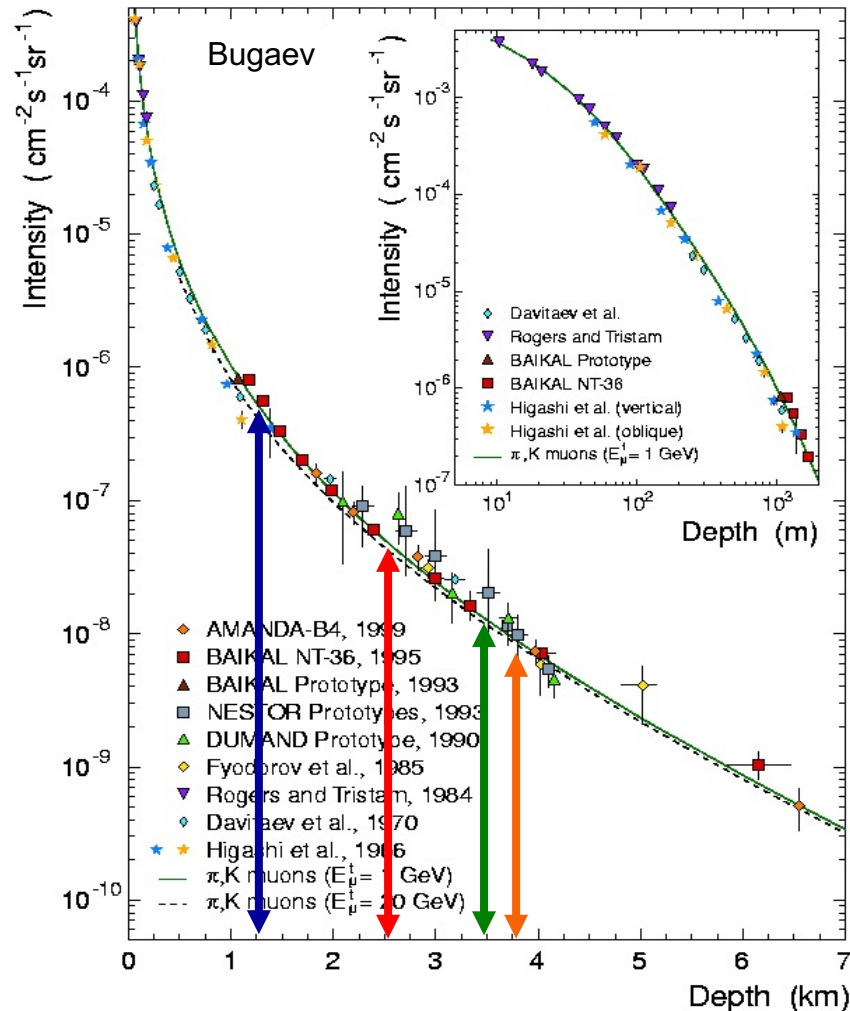 Bugaev
Intensity ( cm⁻²s⁻¹sr⁻¹)
10⁻⁴
10⁻⁵
10⁻⁶
10⁻⁷
10⁻⁸
10⁻⁹
10⁻¹⁰
Intensity ( cm⁻²s⁻¹sr⁻¹)
10⁻³
10⁻⁴
10⁻⁵
10⁻⁶
10⁻⁷
Davitaev et al.
Rogers and Tristam
BAIKAL Prototype
BAIKAL NT-36
Higashi et al. (vertical)
Higashi et al. (oblique)
π,K muons (Eμᵗ= 1 GeV)
10¹ 10² 10³
Depth (m)
AMANDA-B4, 1999
BAIKAL NT-36, 1995
BAIKAL Prototype, 1993
NESTOR Prototypes, 1993
DUMAND Prototype, 1990
Fyodorov et al., 1985
Rogers and Tristam, 1984
Davitaev et al., 1970
Higashi et al., 1966
π,K muons (Eμᵗ= 1 GeV)
π,K muons (Eμᵗ= 20 GeV)
0 1 2 3 4 5 6 7
Depth (km)